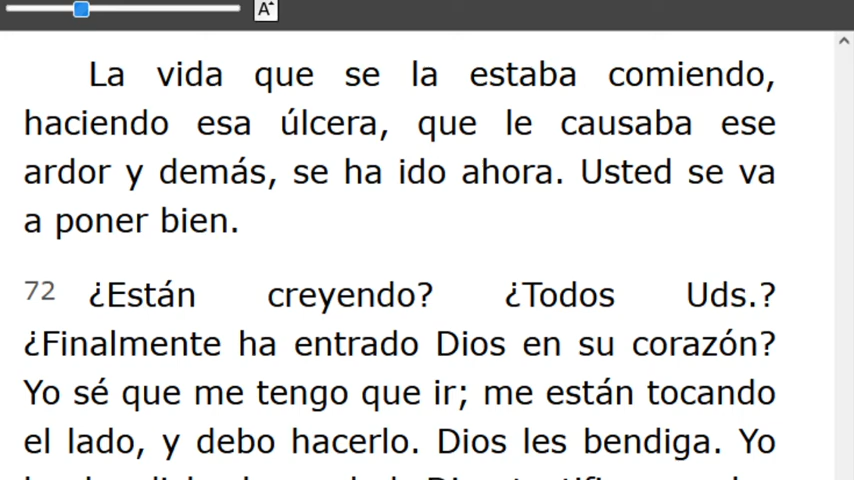 A
La vida que se la estaba comiendo,
haciendo esa úlcera, que le causaba ese
ardor y demás, se ha ido ahora. Usted se va
a poner bien.
72 ¿Están creyendo? ¿Todos Uds.?
¿Finalmente ha entrado Dios en su corazón?
Yo sé que me tengo que ir; me están tocando
el lado, y debo hacerlo. Dios les bendiga. Yo